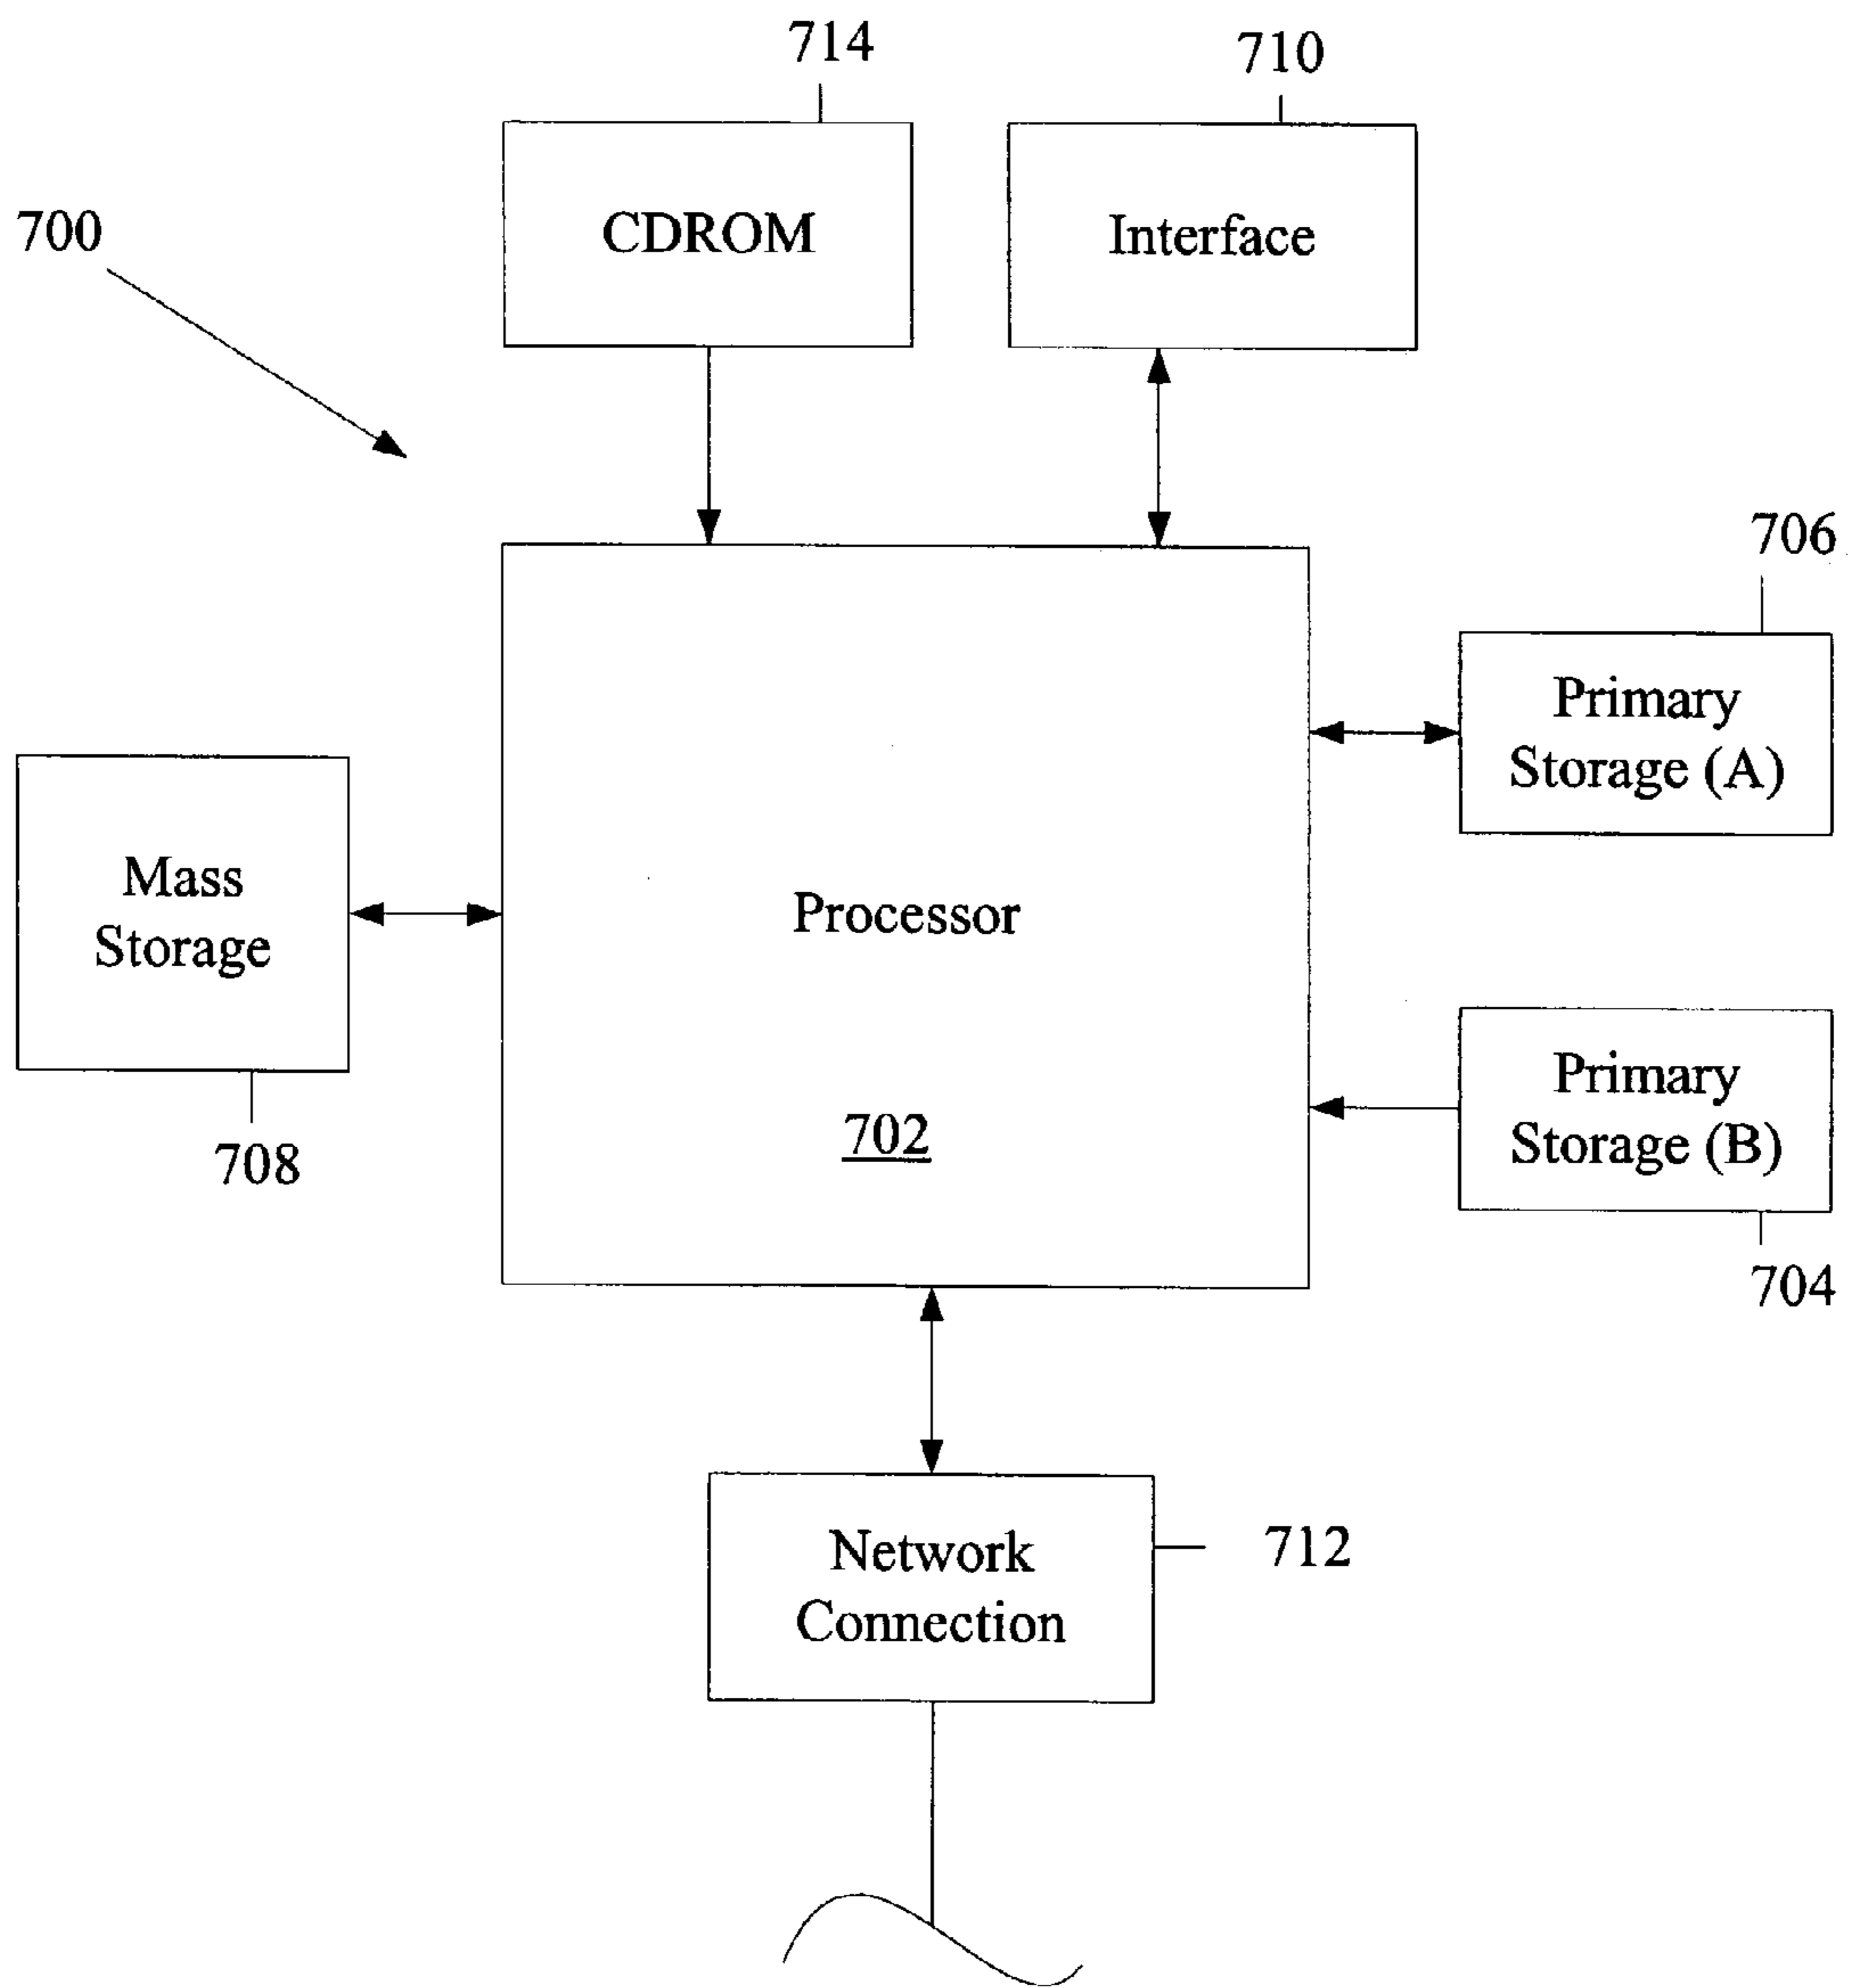 714
710
700
CDROM
Interface
706
Primary
Storage (A)
Mass
Storage
Processor
702
708
Primary
Storage (B)
704
Network
Connection
712